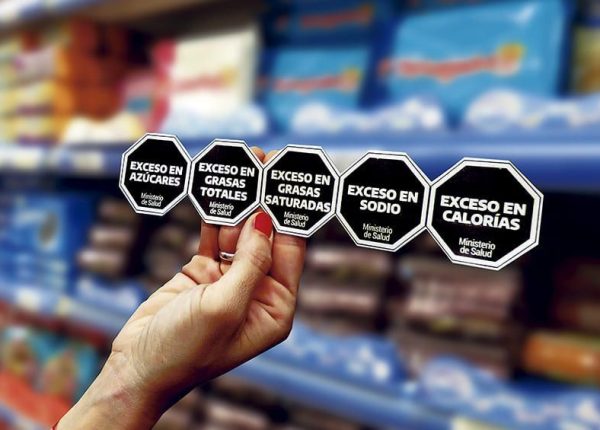 EXCESO EN
AZÚCARES
Ministerio
de Salud
EXCESO EN
GRASAS
TOTALES
Ministerio
de Salud
EXCESO EN
GRASAS
SATURADAS
Ministerio
de Salud
EXCESO EN
SODIO
Ministerio
de Salud
EXCESO EN
CALORÍAS
Ministerio
de Salud